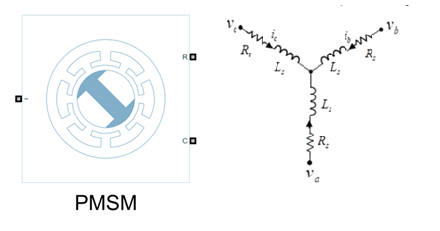 v_c
i_c
R_s
L_s
i_b
v_b
R_s
L_s
L_s
R_s
v_a
R
~
C
PMSM